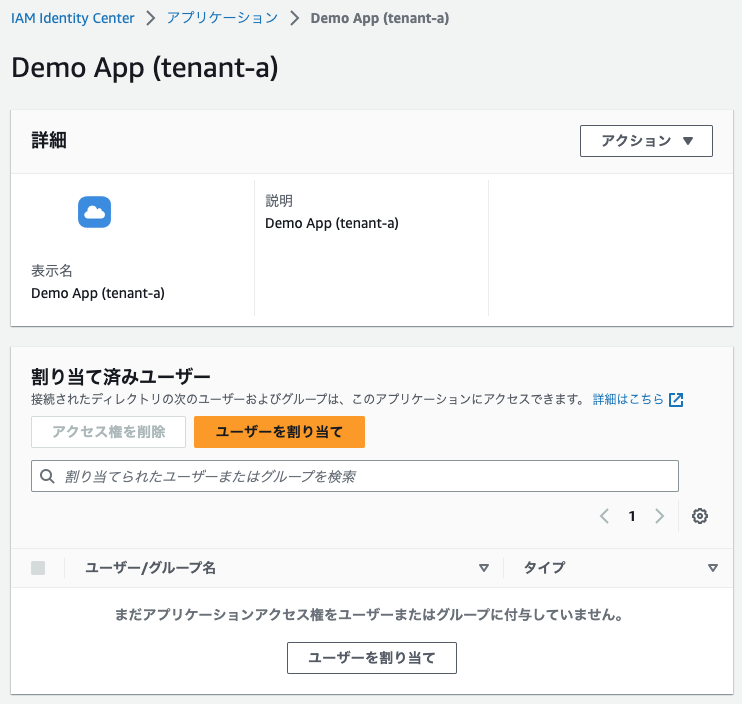 IAM Identity Center > アプリケーション > Demo App (tenant-a)
Demo App (tenant-a)
詳細
アクション ▼
説明
Demo App (tenant-a)
表示名
Demo App (tenant-a)
割り当て済みユーザー
接続されたディレクトリの次のユーザーおよびグループは、このアプリケーションにアクセスできます。 詳細はこちら
アクセス権を削除 ユーザーを割り当て
割り当てられたユーザーまたはグループを検索
1
ユーザー/グループ名 タイプ
まだアプリケーションアクセス権をユーザーまたはグループに付与していません。
ユーザーを割り当て